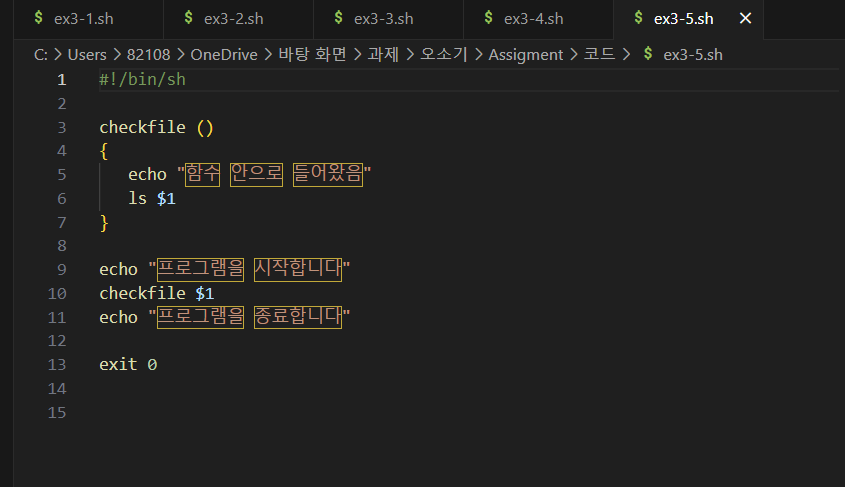 $ ex3-1.sh $ ex3-2.sh $ ex3-3.sh $ ex3-4.sh $ ex3-5.sh ×
C: > Users > 82108 > OneDrive > 바탕 화면 > 과제 > 오소기 > Assigment > 코드 > $ ex3-5.sh
1 #!/bin/sh
2
3 checkfile ()
4 {
5 echo "함수 안으로 들어왔음"
6 ls $1
7 }
8
9 echo "프로그램을 시작합니다"
10 checkfile $1
11 echo "프로그램을 종료합니다"
12
13 exit 0
14
15